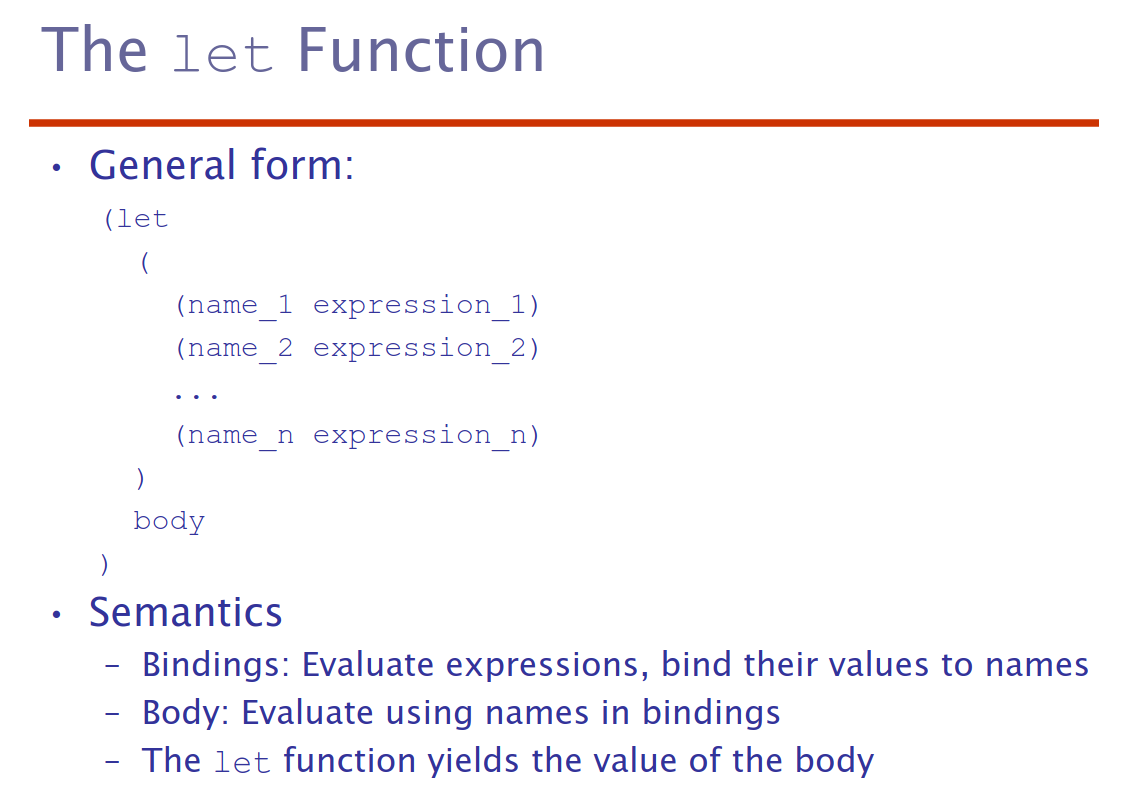 The let Function
• General form:
(let
(
(name_1 expression_1)
(name_2 expression_2)
...
(name_n expression_n)
)
body
)
• Semantics
– Bindings: Evaluate expressions, bind their values to names
– Body: Evaluate using names in bindings
– The let function yields the value of the body